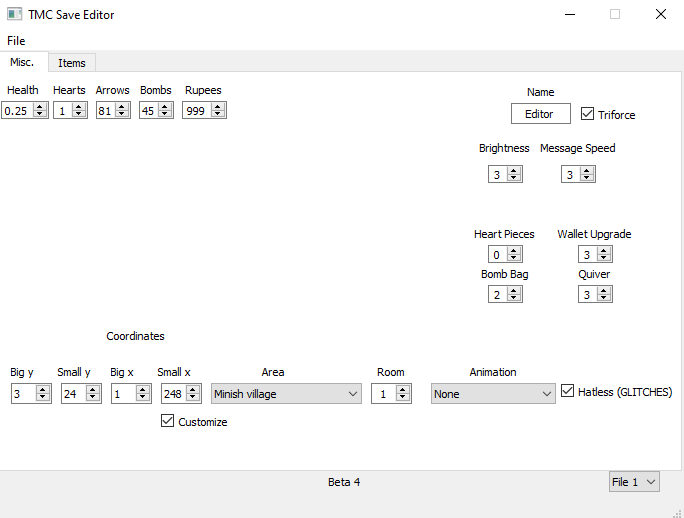 TMC Save Editor
File
Misc. Items
Health Hearts Arrows Bombs Rupees
0.25 1 81 45 999
Name
Editor Triforce
Brightness Message Speed
3 3
Heart Pieces Wallet Upgrade
0 3
Bomb Bag Quiver
2 3
Coordinates
Big y Small y Big x Small x Area Room Animation
3 24 1 248 Minish village 1 None Hatless (GLITCHES)
Customize
Beta 4 File 1